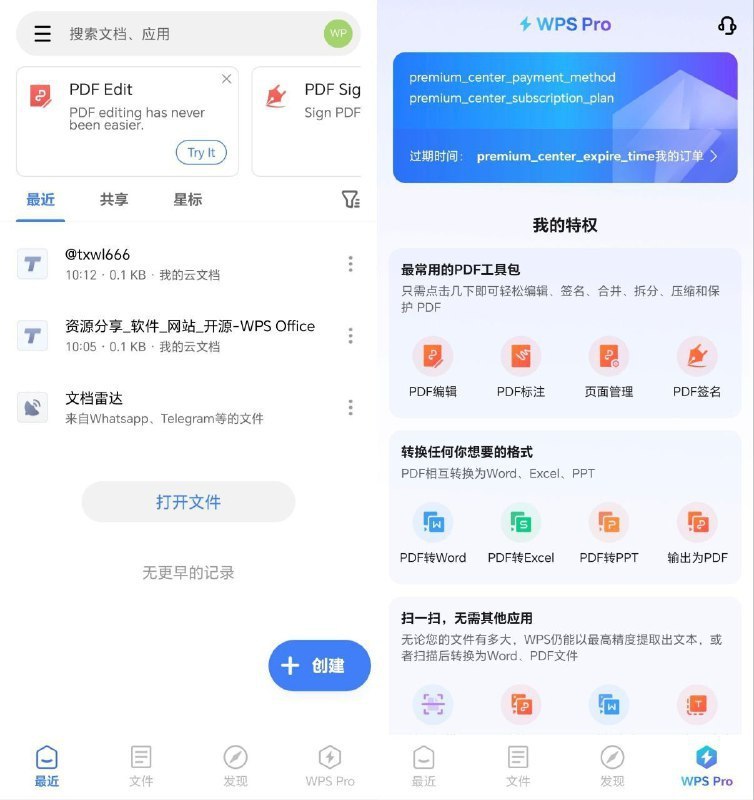 搜索文档、应用
WP
PDF Edit
PDF editing has never
been easier.
Try It
PDF Sig
Sign PDF
最近
共享
星标
@txwl666
10:12 · 0.1 KB · 我的云文档
资源分享_软件_网站_开源-WPS Office
10:05 · 0.1 KB · 我的云文档
文档雷达
来自Whatsapp、Telegram等的文件
打开文件
无更早的记录
创建
最近
文件
发现
WPS Pro
WPS Pro
premium_center_payment_method
premium_center_subscription_plan
过期时间： premium_center_expire_time我的订单
我的特权
最常用的PDF工具包
只需点击几下即可轻松编辑、签名、合并、拆分、压缩和保
护 PDF
PDF编辑
PDF标注
页面管理
PDF签名
转换任何你想要的格式
PDF相互转换为Word、Excel、PPT
PDF转Word
PDF转Excel
PDF转PPT
输出为PDF
扫一扫，无需其他应用
无论您的文件有多大，WPS仍能以最高精度提取出文本，或
者扫描后转换为Word、PDF文件
最近
文件
发现
WPS Pro